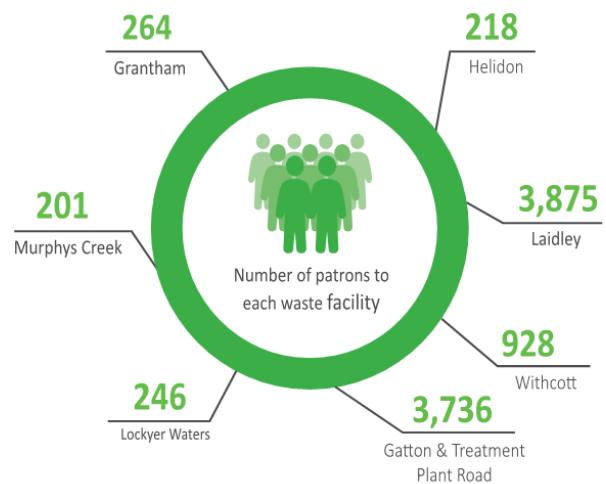 264
Grantham
218
Helidon
201
Murphys Creek
3,875
Laidley
Number of patrons to
each waste facility
928
Withcott
246
Lockyer Waters
3,736
Gatton & Treatment
Plant Road